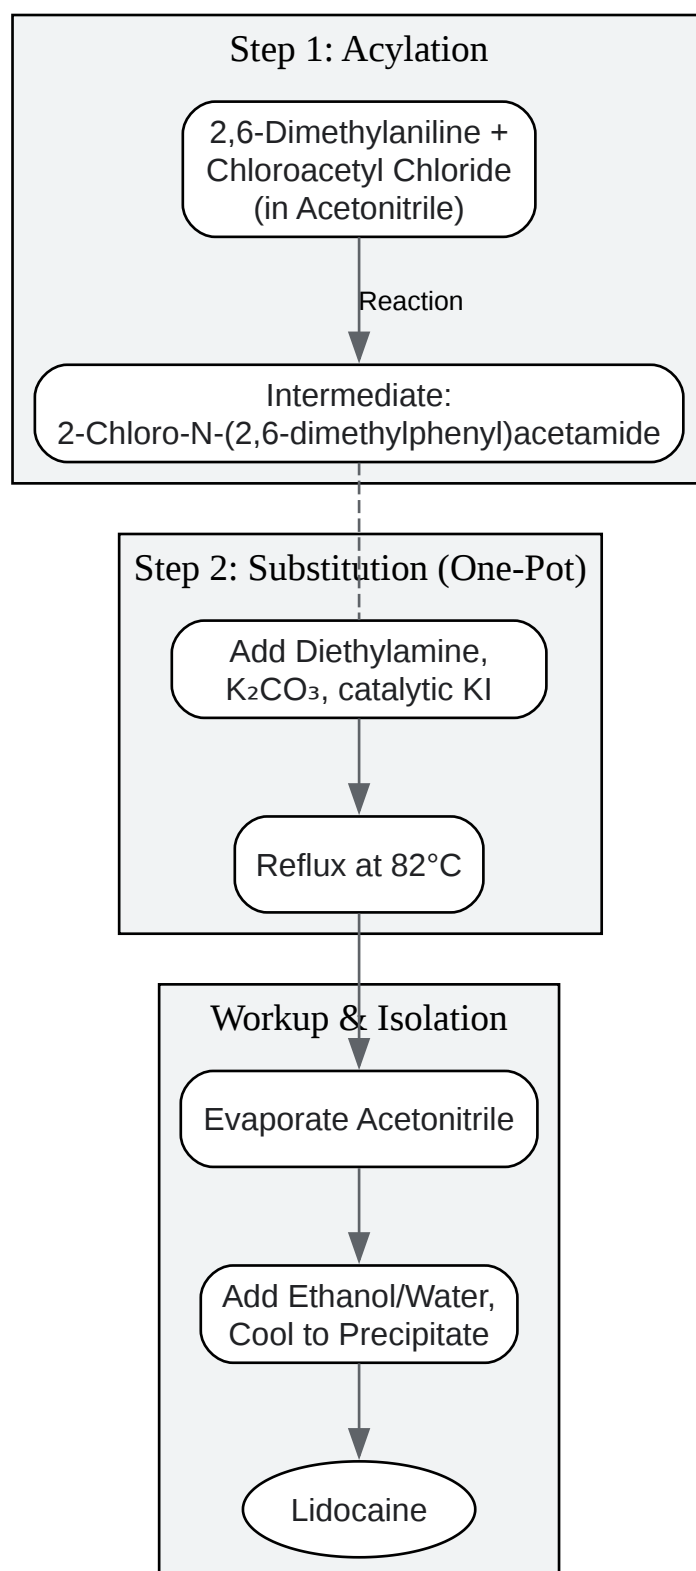 Step 1: Acylation
2,6-Dimethylaniline +
Chloroacetyl Chloride
(in Acetonitrile)
Reaction
Intermediate:
2-Chloro-N-(2,6-dimethylphenyl)acetamide
Step 2: Substitution (One-Pot)
Add Diethylamine,
K₂CO₃, catalytic KI
Reflux at 82°C
Workup & Isolation
Evaporate Acetonitrile
Add Ethanol/Water,
Cool to Precipitate
Lidocaine